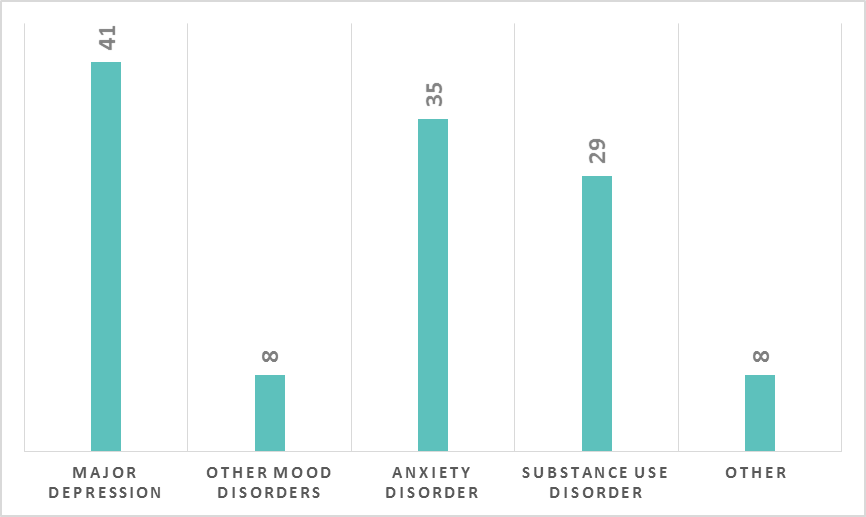 41
8
35
29
8
MAJOR
DEPRESSION
OTHER MOOD
DISORDERS
ANXIETY
DISORDER
SUBSTANCE USE
DISORDER
OTHER